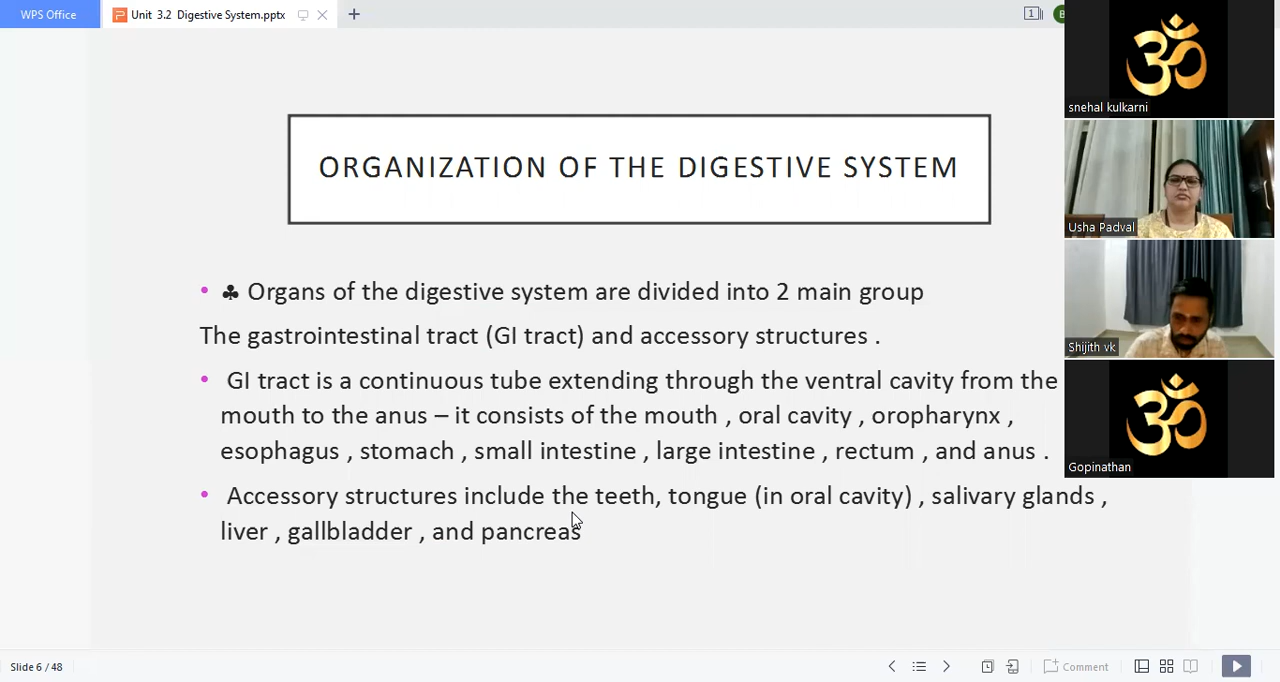 WPS Office
Unit 3.2 Digestive System.pptx
1
B
snehal kulkarni
ORGANIZATION OF THE DIGESTIVE SYSTEM
Usha Padval
• ♣ Organs of the digestive system are divided into 2 main group
The gastrointestinal tract (GI tract) and accessory structures .
Shijith vk
• GI tract is a continuous tube extending through the ventral cavity from the
mouth to the anus – it consists of the mouth , oral cavity , oropharynx ,
esophagus , stomach , small intestine , large intestine , rectum , and anus .
Gopinathan
• Accessory structures include the teeth, tongue (in oral cavity) , salivary glands ,
liver , gallbladder , and pancreas
Slide 6 / 48
Comment